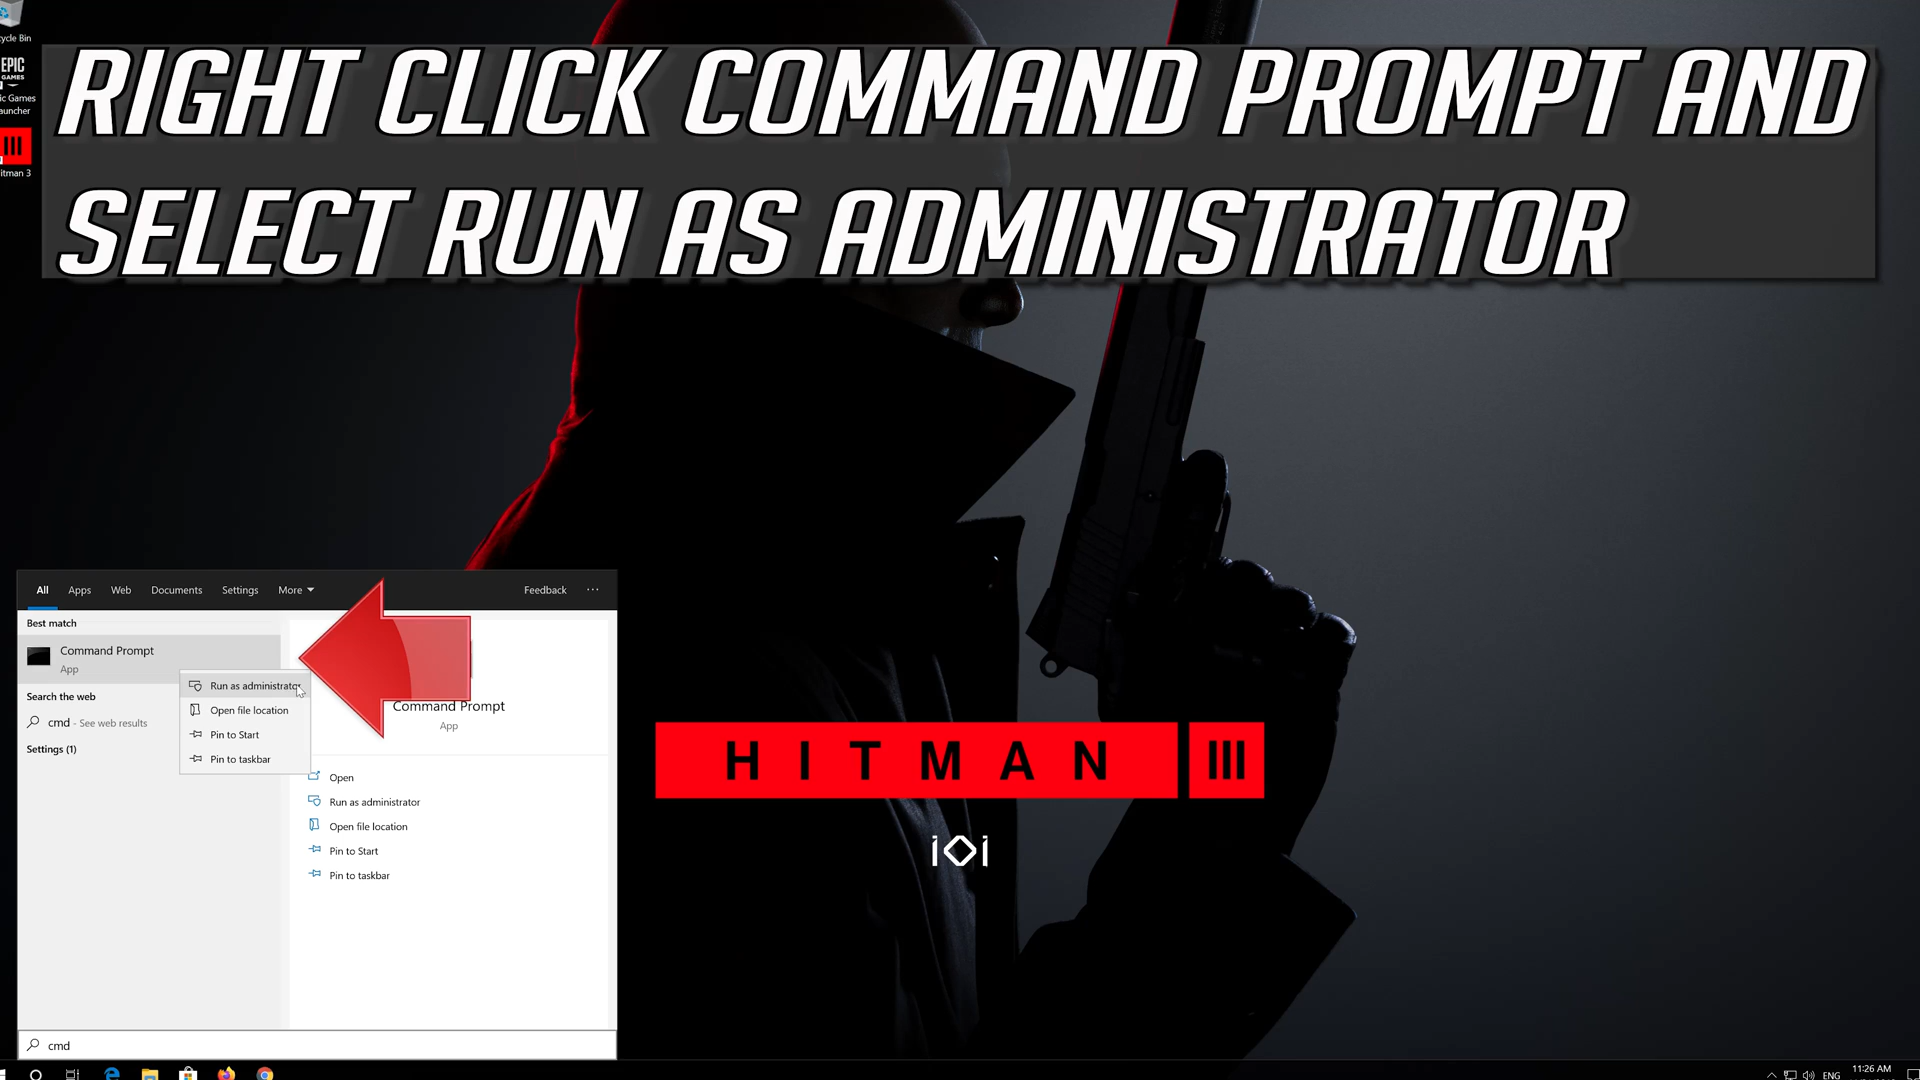 cycle Bin
EPIC
GAMES
ic Games
auncher
itman 3
RIGHT CLICK COMMAND PROMPT AND
SELECT RUN AS ADMINISTRATOR
All Apps Web Documents Settings More Feedback ...
Best match
Command Prompt
App
Search the web
cmd - See web results
Settings (1)
Run as administrator
Open file location
Pin to Start
Pin to taskbar
Command Prompt
App
Open
Run as administrator
Open file location
Pin to Start
Pin to taskbar
cmd
HITMAN III
ioi
ENG
11:26 AM